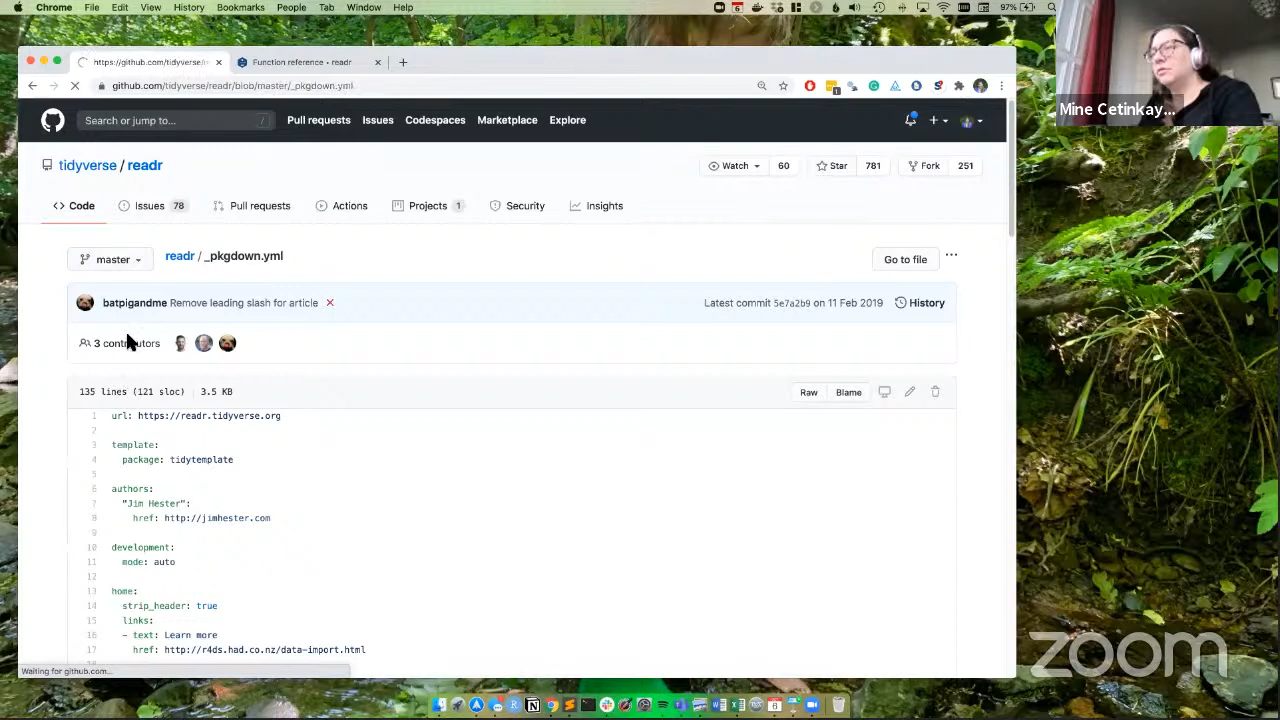 Chrome File Edit View History Bookmarks People Tab Window Help
97%
https://github.com/tidyverse/r
Function reference • readr
github.com/tidyverse/readr/blob/master/_pkgdown.yml
Search or jump to...
Pull requests Issues Codespaces Marketplace Explore
tidyverse / readr
Watch 60 Star 781 Fork 251
Code Issues 78 Pull requests Actions Projects 1 Security Insights
master readr / _pkgdown.yml Go to file ...
batpigandme Remove leading slash for article Latest commit 5e7a2b9 on 11 Feb 2019 History
3 contributors
135 lines (121 sloc) 3.5 KB Raw Blame
1 url: https://readr.tidyverse.org
2
3 template:
4 package: tidytemplate
5
6 authors:
7 "Jim Hester":
8 href: http://jimhester.com
9
10 development:
11 mode: auto
12
13 home:
14 strip_header: true
15 links:
16 - text: Learn more
17 href: http://r4ds.had.co.nz/data-import.html
Waiting for github.com...
Mine Cetinkay...
zoom